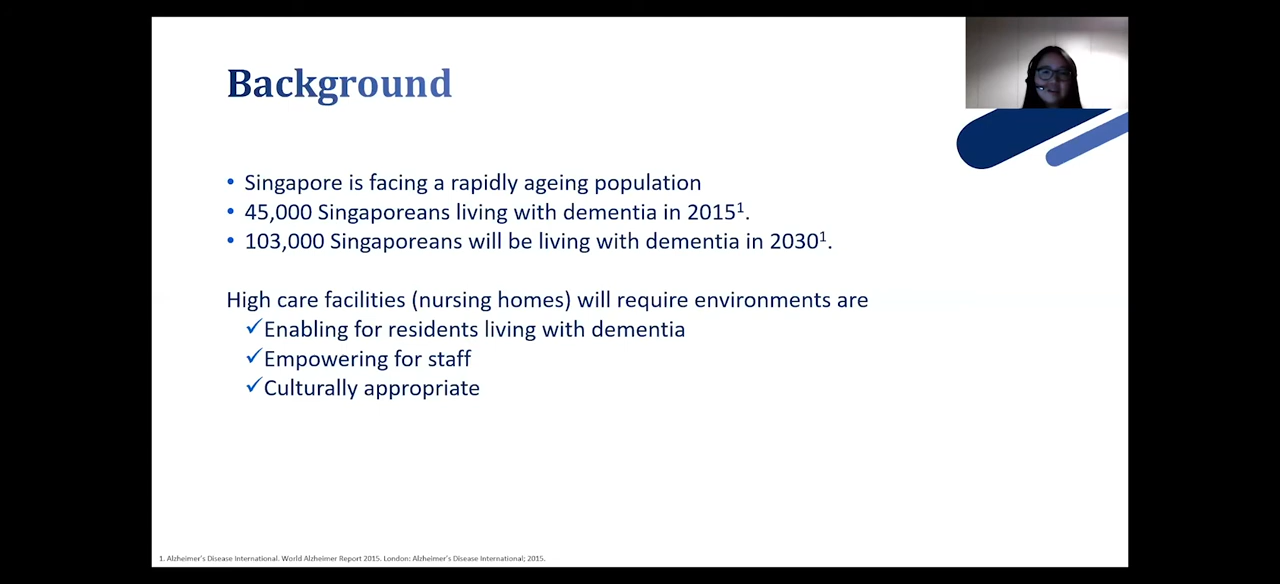 Background
• Singapore is facing a rapidly ageing population
• 45,000 Singaporeans living with dementia in 2015¹.
• 103,000 Singaporeans will be living with dementia in 2030¹.
High care facilities (nursing homes) will require environments are
✓Enabling for residents living with dementia
✓Empowering for staff
✓Culturally appropriate
1. Alzheimer's Disease International. World Alzheimer Report 2015. London: Alzheimer's Disease International; 2015.